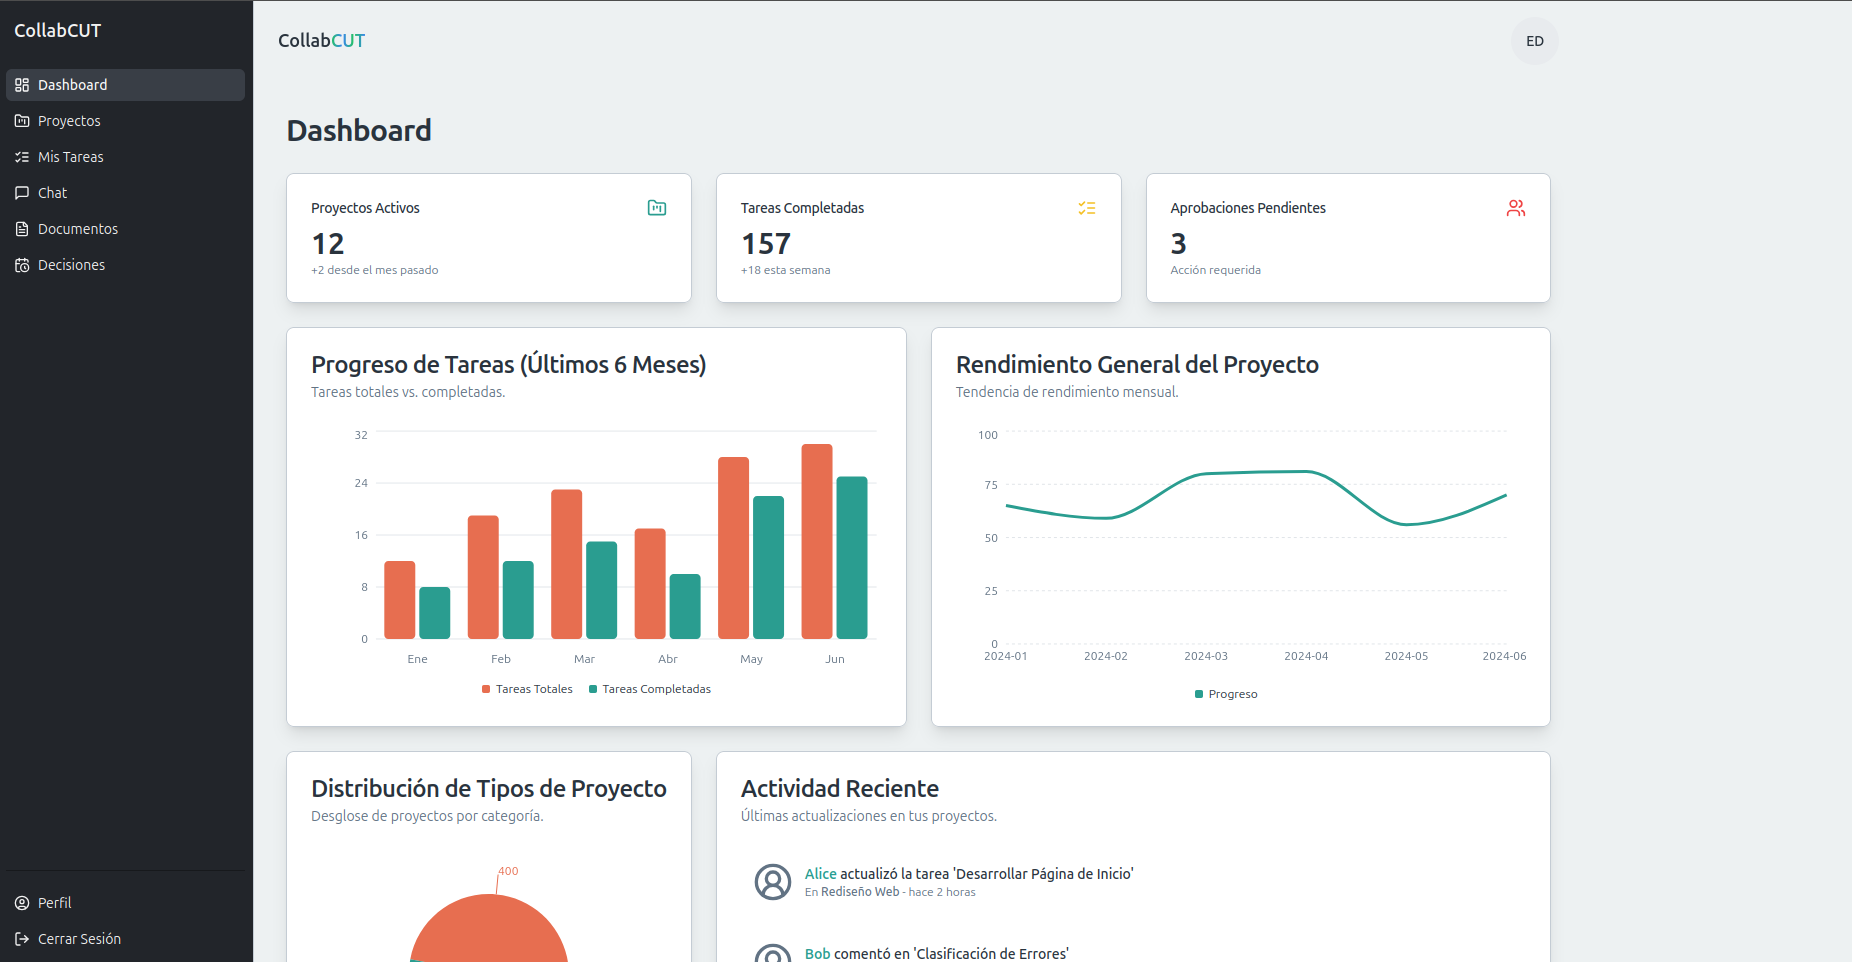 CollabCUT
Dashboard
Proyectos
Mis Tareas
Chat
Documentos
Decisiones
Perfil
Cerrar Sesión
CollabCUT
ED
Dashboard
Proyectos Activos
12
+2 desde el mes pasado
Tareas Completadas
157
+18 esta semana
Aprobaciones Pendientes
3
Acción requerida
Progreso de Tareas (Últimos 6 Meses)
Tareas totales vs. completadas.
32
24
16
8
0
Ene Feb Mar Abr May Jun
Tareas Totales Tareas Completadas
Rendimiento General del Proyecto
Tendencia de rendimiento mensual.
100
75
50
25
0
2024-01 2024-02 2024-03 2024-04 2024-05 2024-06
Progreso
Distribución de Tipos de Proyecto
Desglose de proyectos por categoría.
400
Actividad Reciente
Últimas actualizaciones en tus proyectos.
Alice actualizó la tarea 'Desarrollar Página de Inicio'
En Rediseño Web - hace 2 horas
Bob comentó en 'Clasificación de Errores'